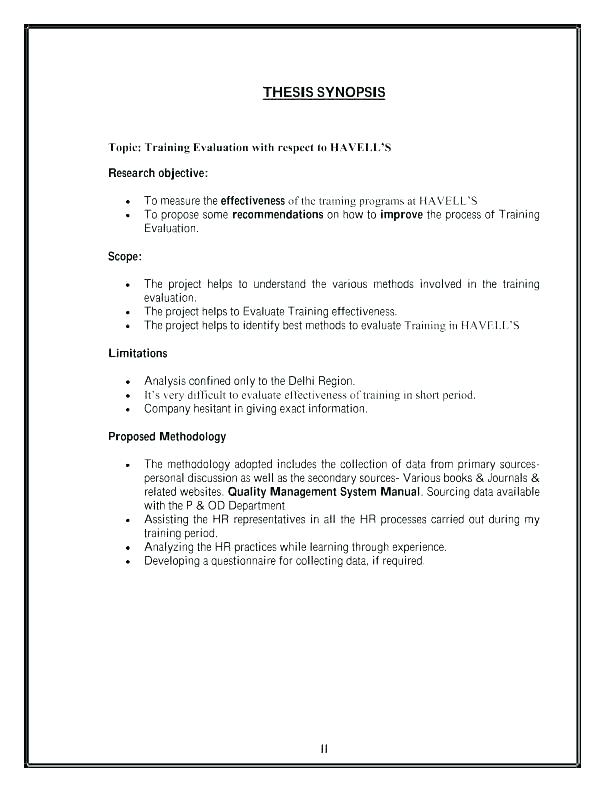 THESIS SYNOPSIS
Topic: Training Evaluation with respect to HAVELL'S
Research objective:
• To measure the effectiveness of the training programs at HAVELL'S
• To propose some recommendations on how to improve the process of Training
Evaluation.
Scope:
• The project helps to understand the various methods involved in the training
evaluation.
• The project helps to Evaluate Training effectiveness.
• The project helps to identify best methods to evaluate Training in HAVELL'S
Limitations
• Analysis confined only to the Delhi Region.
• It's very difficult to evaluate effectiveness of training in short period.
• Company hesitant in giving exact information.
Proposed Methodology
• The methodology adopted includes the collection of data from primary sources-
personal discussion as well as the secondary sources- Various books & Journals &
related websites. Quality Management System Manual. Sourcing data available
with the P & OD Department
• Assisting the HR representatives in all the HR processes carried out during my
training period.
• Analyzing the HR practices while learning through experience.
• Developing a questionnaire for collecting data, if required.
II